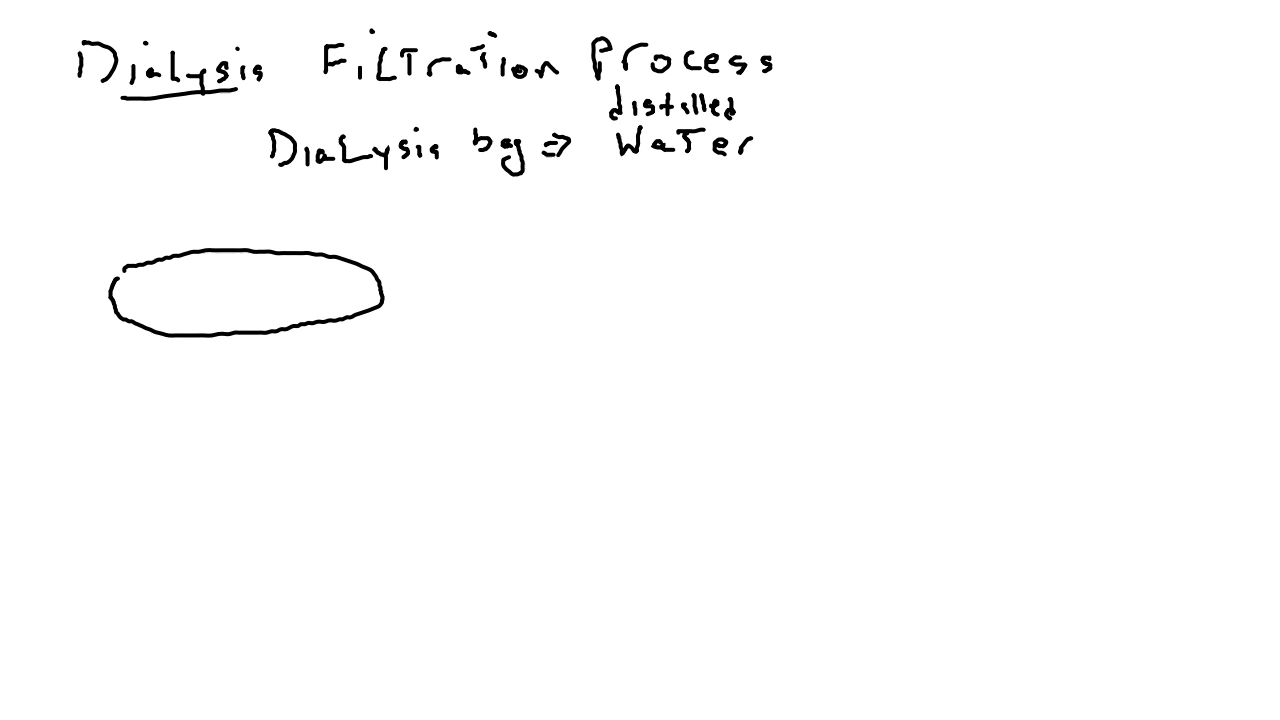 Dialysis Filtration Process
distilled
Dialysis bag ⇒ Water